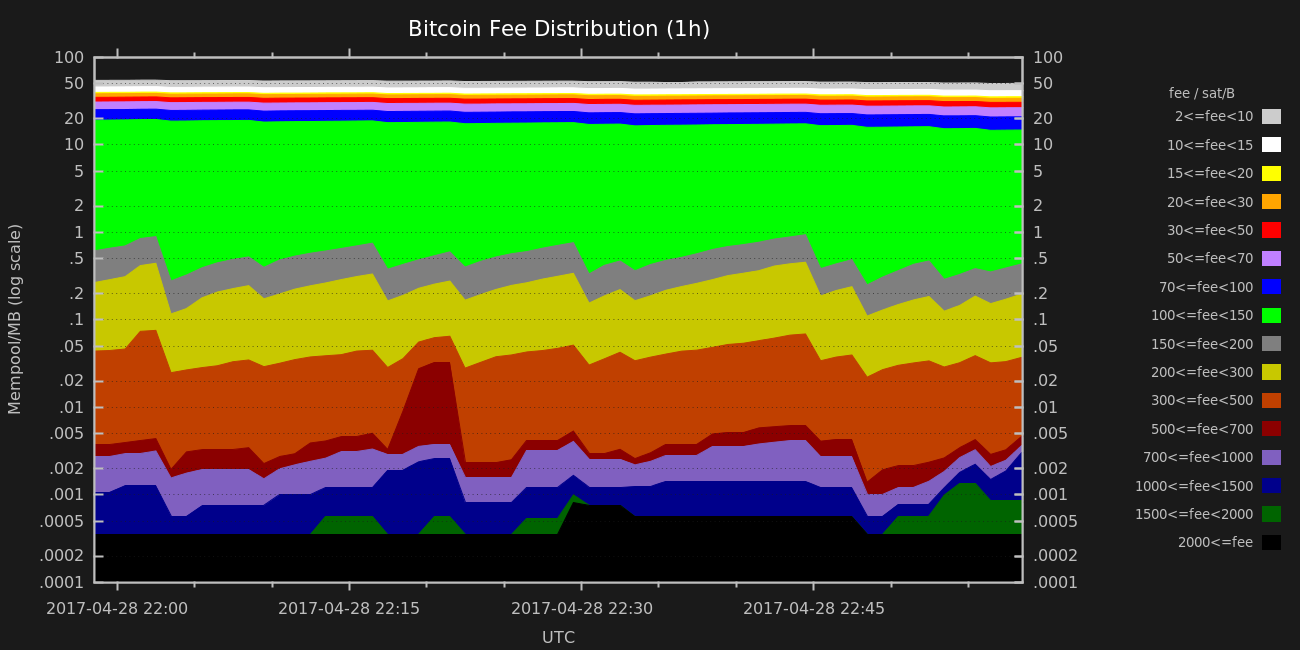 Bitcoin Fee Distribution (1h)
Mempool/MB (log scale)
100 100
50 50
20 20
10 10
5 5
2 2
1 1
.5 .5
.2 .2
.1 .1
.05 .05
.02 .02
.01 .01
.005 .005
.002 .002
.001 .001
.0005 .0005
.0002 .0002
.0001 .0001
2017-04-28 22:00 2017-04-28 22:15 2017-04-28 22:30 2017-04-28 22:45
UTC
fee / sat/B
2<=fee<10
10<=fee<15
15<=fee<20
20<=fee<30
30<=fee<50
50<=fee<70
70<=fee<100
100<=fee<150
150<=fee<200
200<=fee<300
300<=fee<500
500<=fee<700
700<=fee<1000
1000<=fee<1500
1500<=fee<2000
2000<=fee